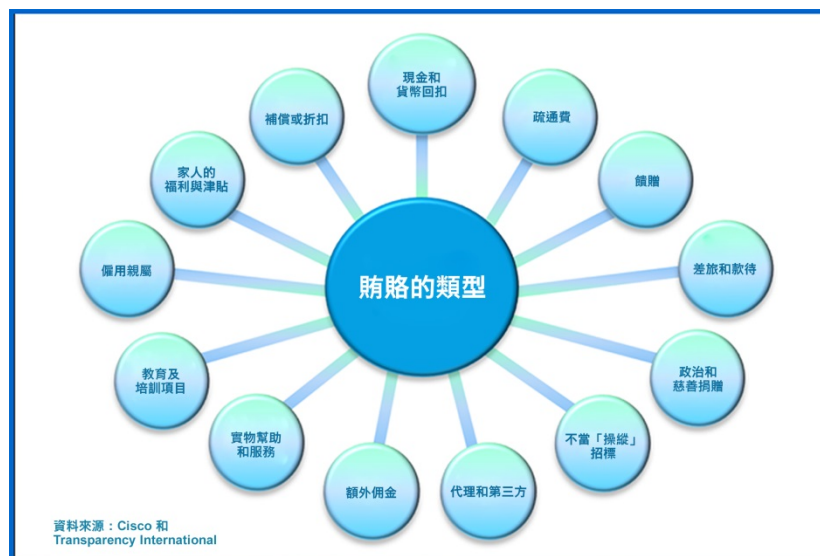 賄賂的類型
現金和
貨幣回扣
疏通費
饋贈
差旅和款待
政治和
慈善捐贈
不當「操縱」
招標
代理和第三方
額外佣金
實物幫助
和服務
教育及
培訓項目
僱用親屬
家人的
福利與津貼
補償或折扣
資料來源：Cisco 和
Transparency International